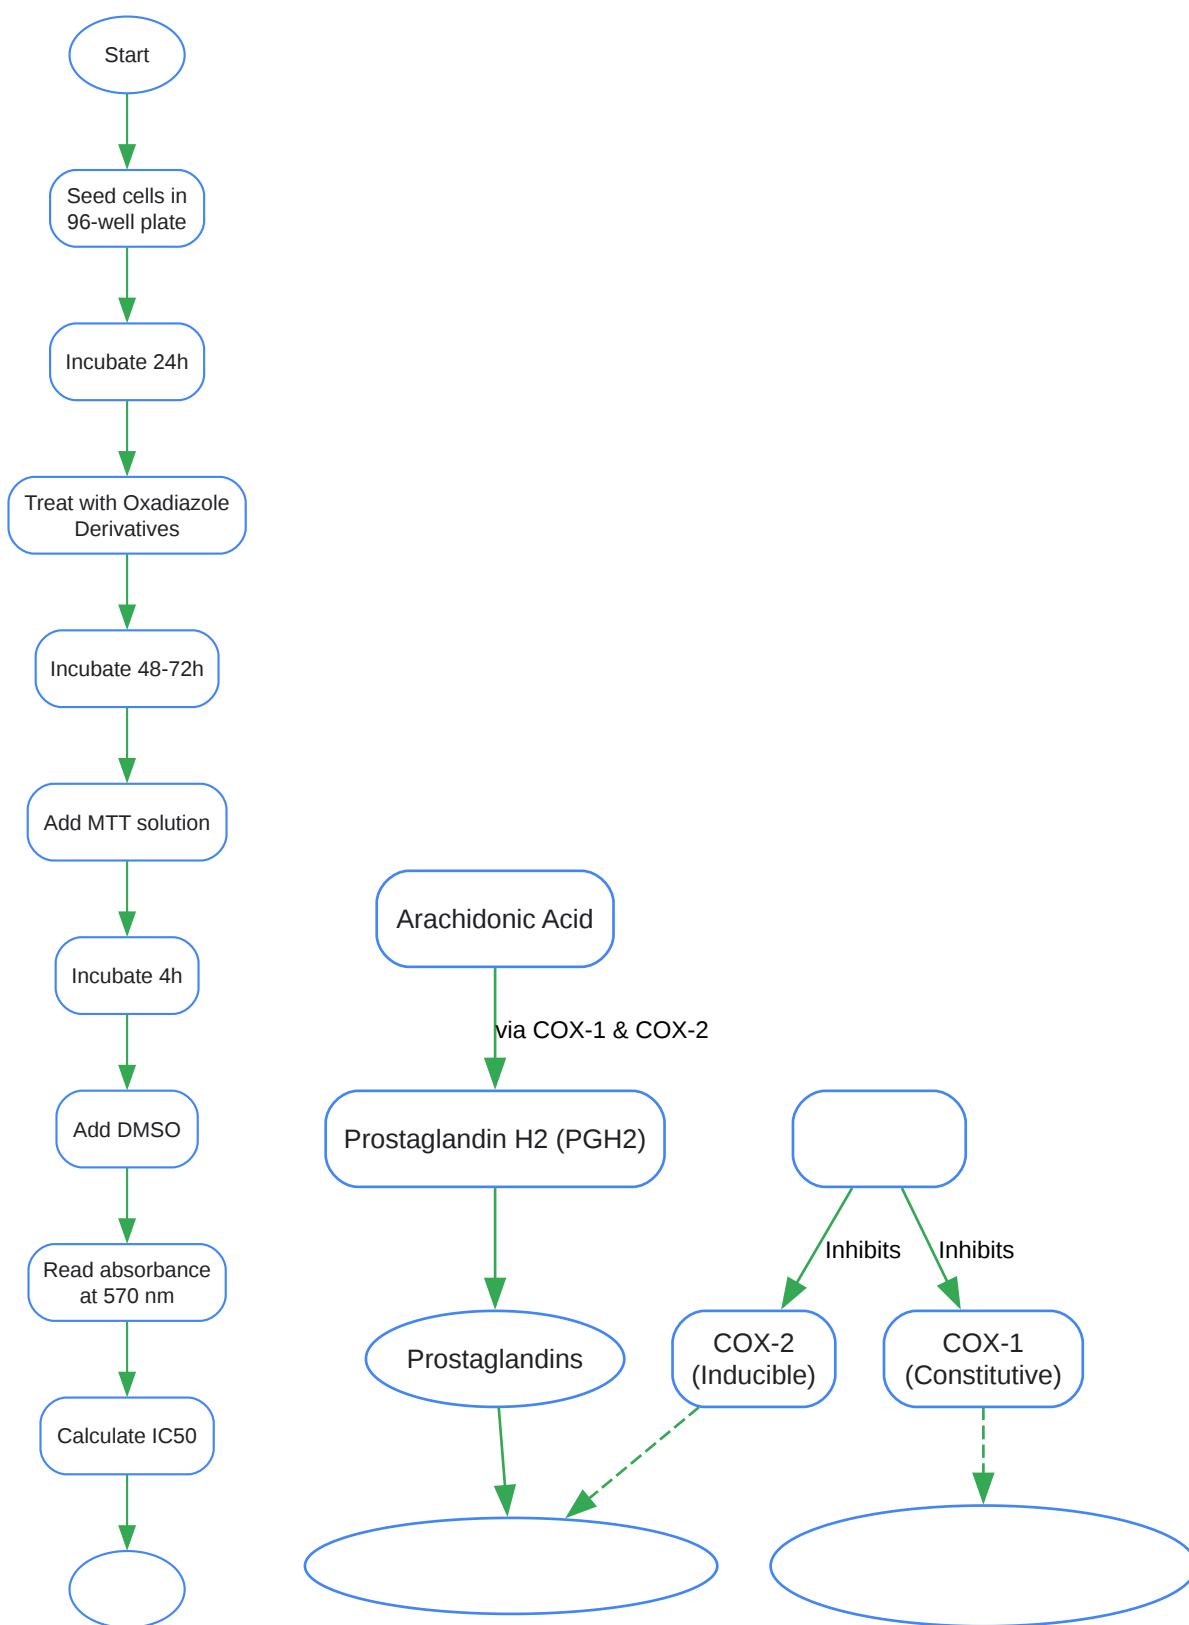 Start
Seed cells in
96-well plate
Incubate 24h
Treat with Oxadiazole
Derivatives
Incubate 48-72h
Add MTT solution
Incubate 4h
Add DMSO
Read absorbance
at 570 nm
Calculate IC50
Arachidonic Acid
via COX-1 & COX-2
Prostaglandin H2 (PGH2)
Prostaglandins
Inhibits
Inhibits
COX-2
(Inducible)
COX-1
(Constitutive)